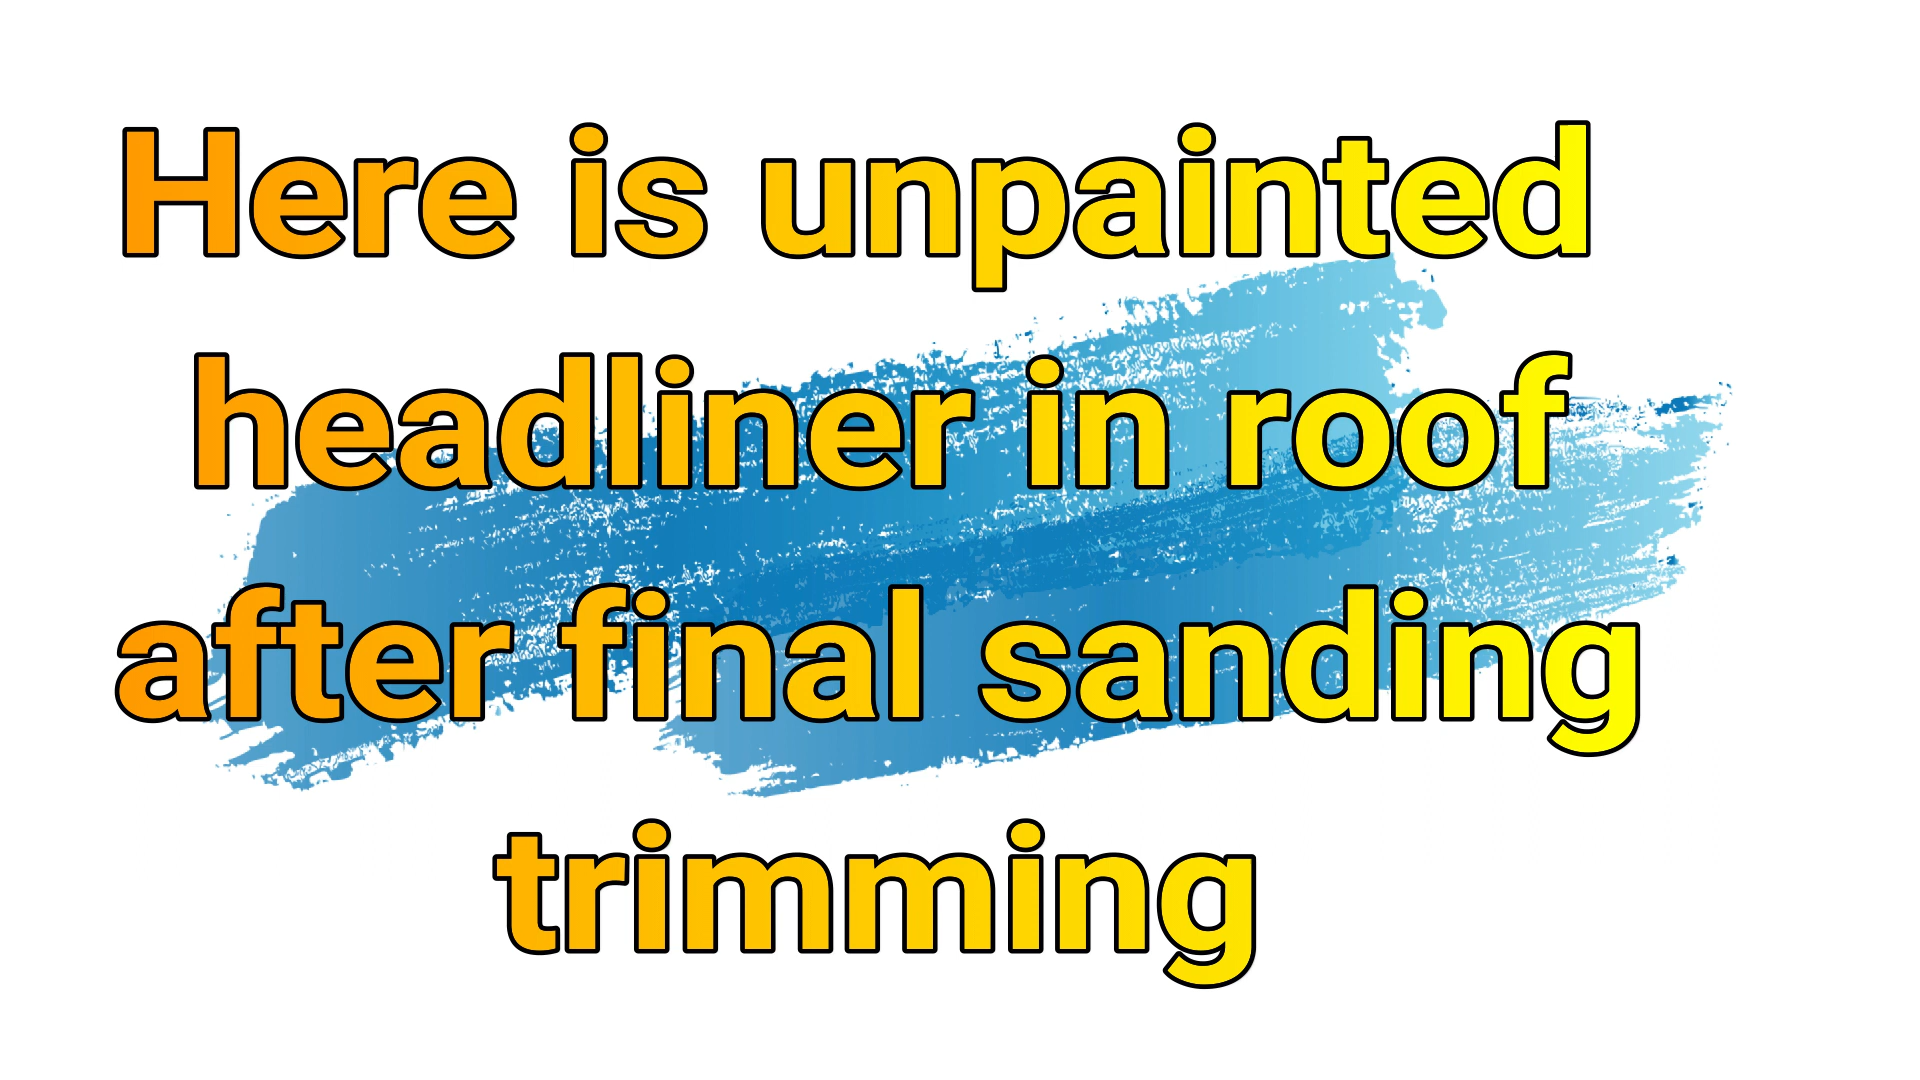 Here is unpainted
headliner in roof
after final sanding
trimming